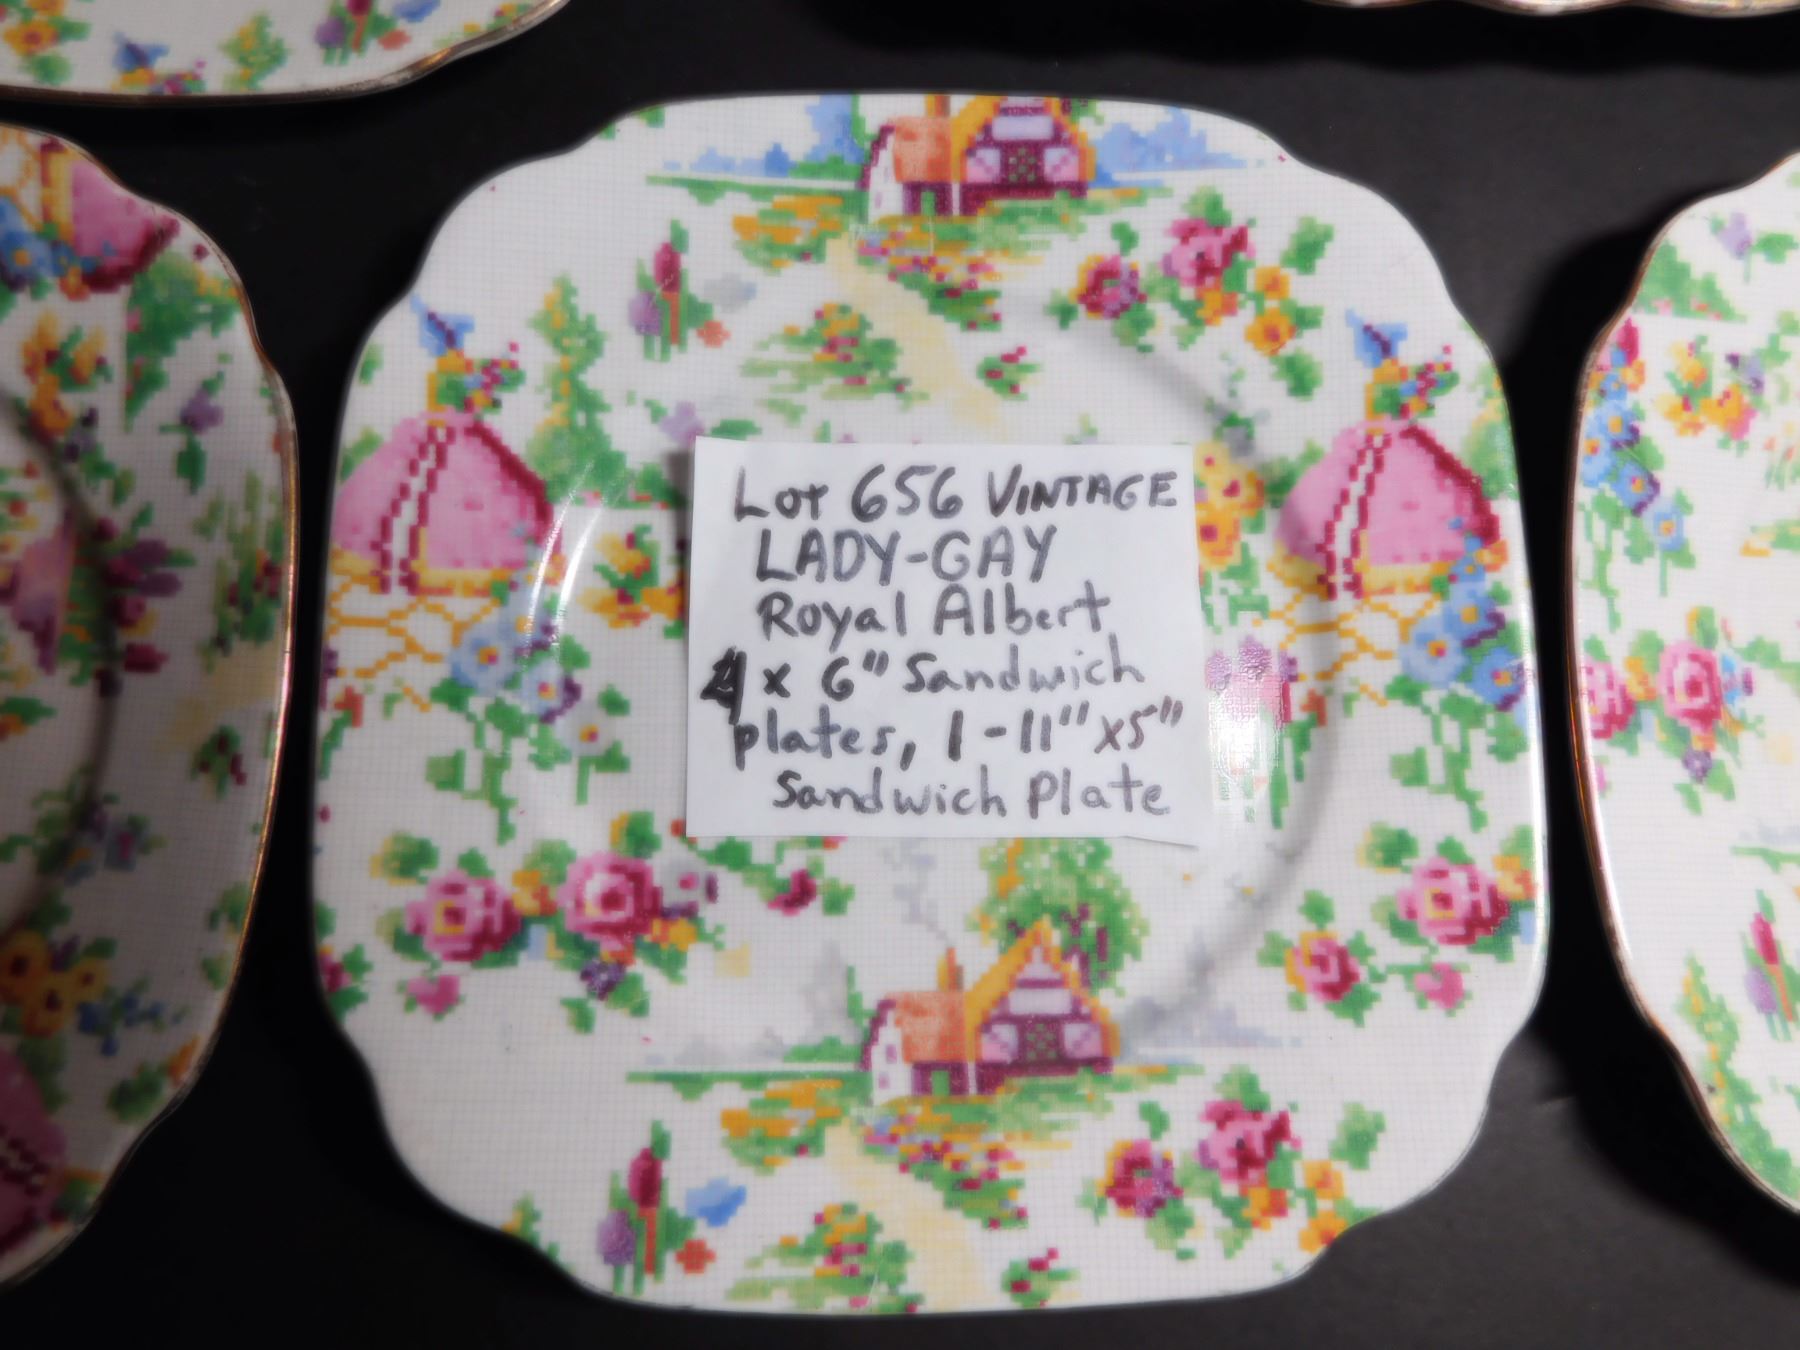 Lot 656 VINTAGE
LADY-GAY
Royal Albert
4 x 6" Sandwich
plates, 1-11" x5"
Sandwich Plate